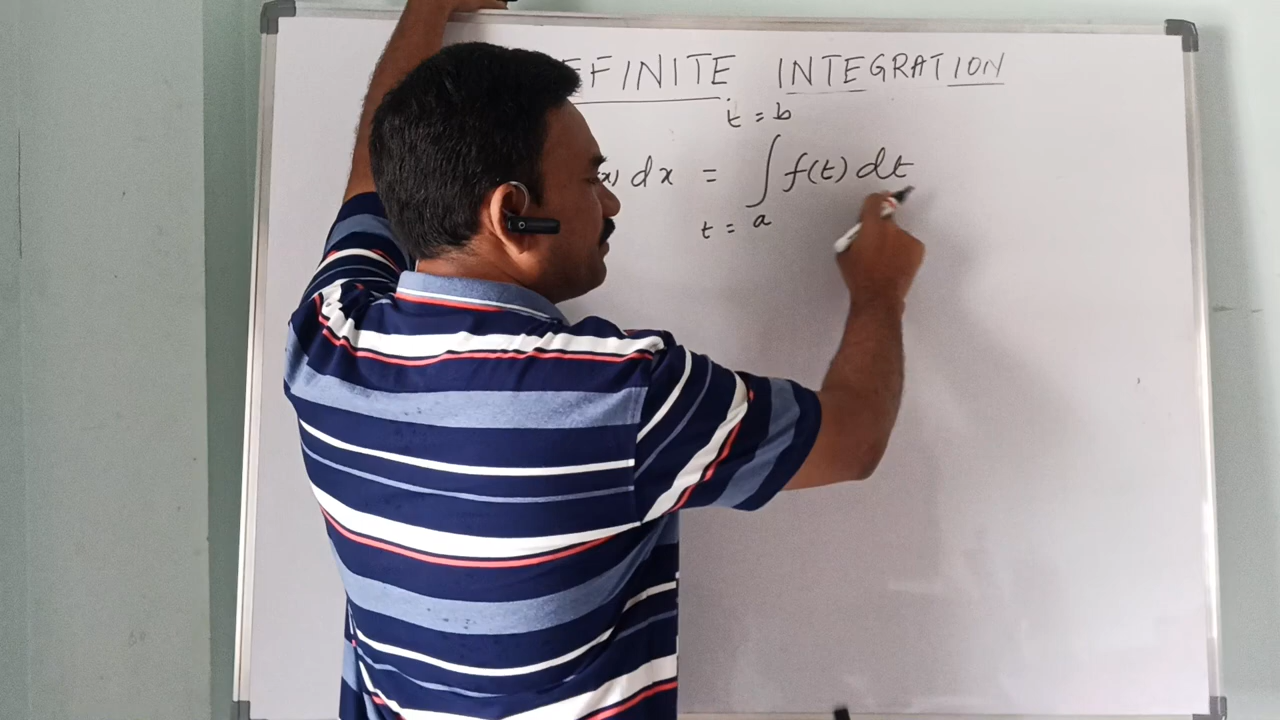 EFINITE INTEGRATION
t = b
(x) dx = ∫ f(t) dt
t = a